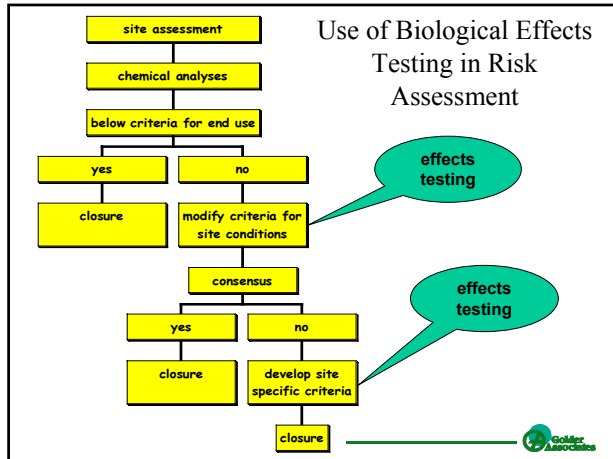 Use of Biological Effects
Testing in Risk
Assessment
site assessment
chemical analyses
below criteria for end use
yes
no
closure
modify criteria for
site conditions
effects
testing
consensus
yes
no
closure
develop site
specific criteria
effects
testing
closure
Golder
Associates